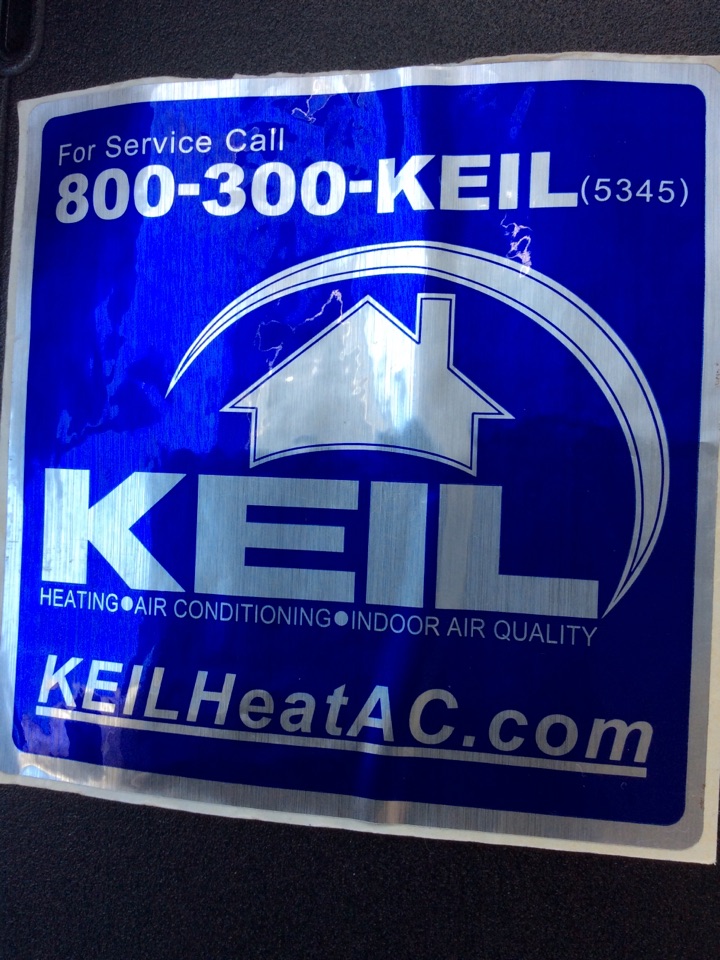 For Service Call
800-300-KEIL(5345)
KEIL
HEATING●AIR CONDITIONING●INDOOR AIR QUALITY
KEILHeatAC.com